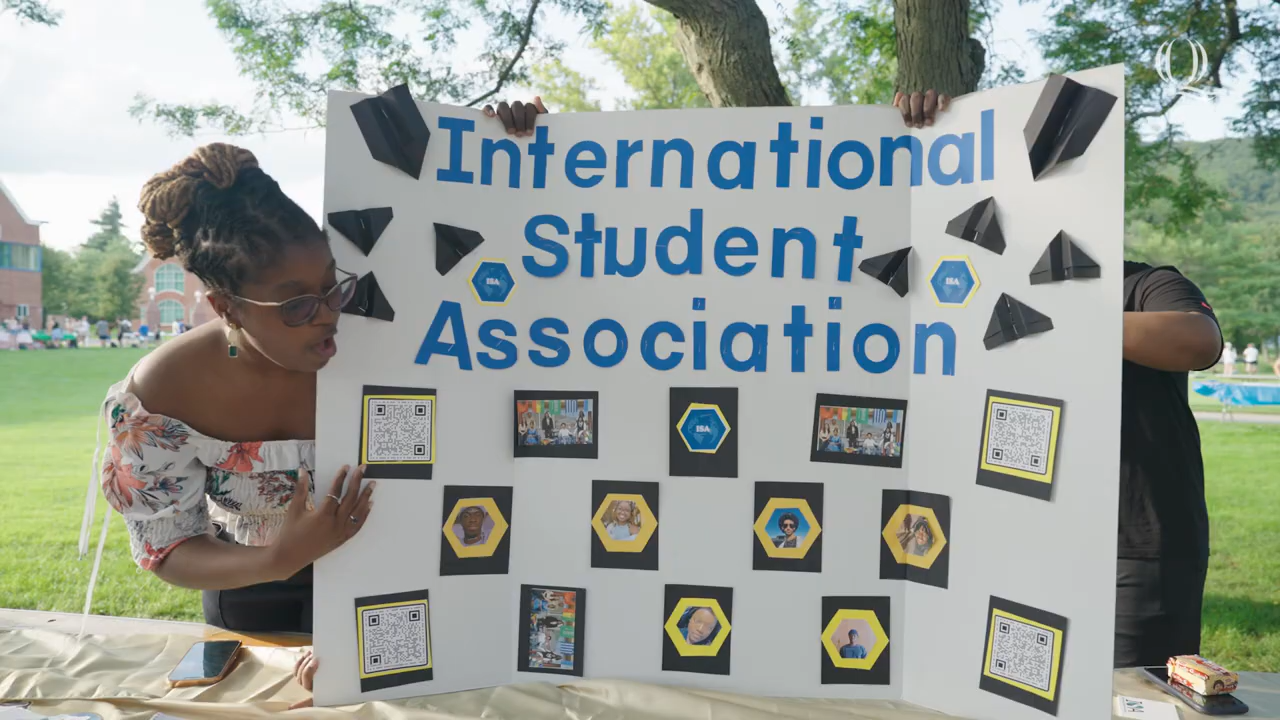 Q
International
Student
Association
ISA
ISA
ISA